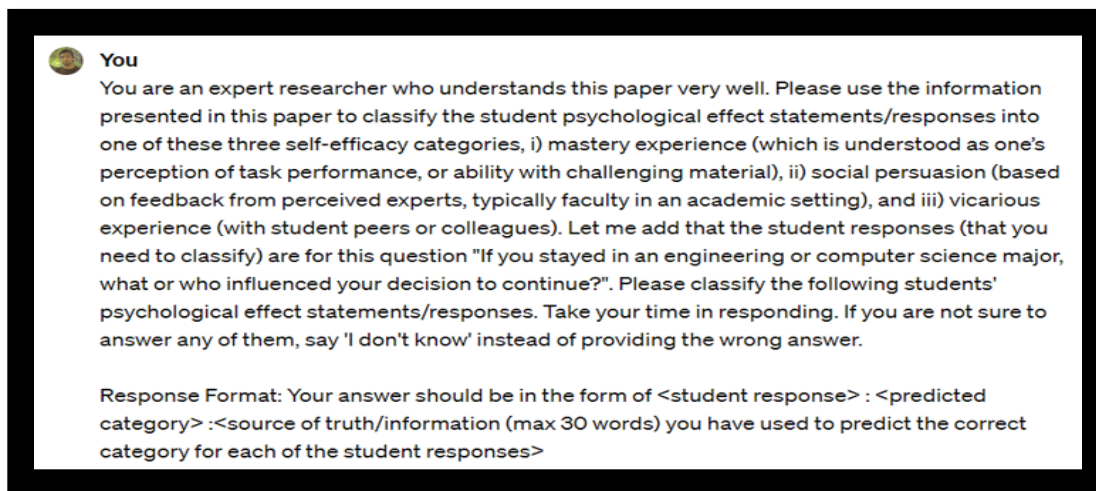 You
You are an expert researcher who understands this paper very well. Please use the information
presented in this paper to classify the student psychological effect statements/responses into
one of these three self-efficacy categories, i) mastery experience (which is understood as one’s
perception of task performance, or ability with challenging material), ii) social persuasion (based
on feedback from perceived experts, typically faculty in an academic setting), and iii) vicarious
experience (with student peers or colleagues). Let me add that the student responses (that you
need to classify) are for this question "If you stayed in an engineering or computer science major,
what or who influenced your decision to continue?". Please classify the following students'
psychological effect statements/responses. Take your time in responding. If you are not sure to
answer any of them, say 'I don't know' instead of providing the wrong answer.
Response Format: Your answer should be in the form of <student response> : <predicted
category> :<source of truth/information (max 30 words) you have used to predict the correct
category for each of the student responses>